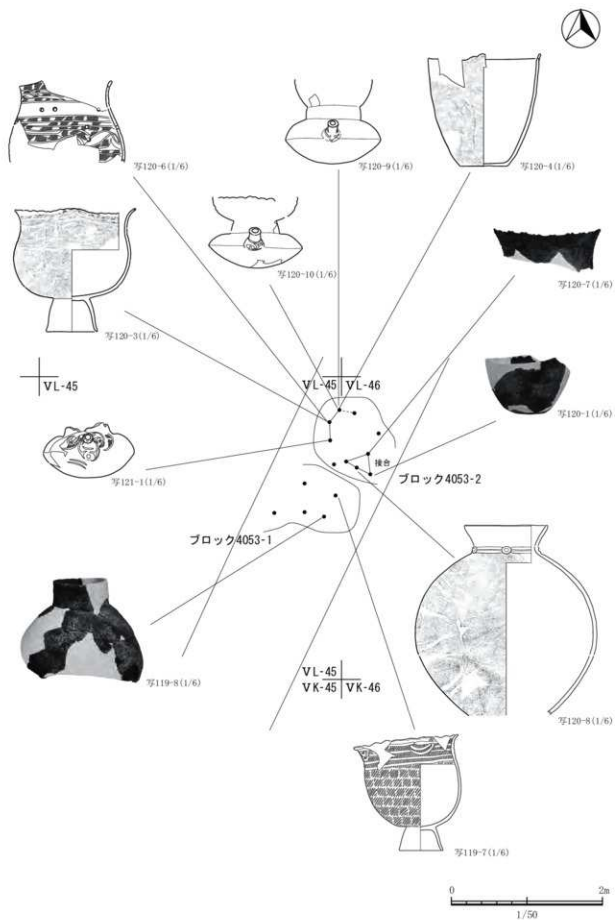 写120-6(1/6)
写120-9(1/6)
写120-4(1/6)
写120-10(1/6)
写120-7(1/6)
写120-3(1/6)
ⅤL-45
ⅤL-45 ⅤL-46
写120-1(1/6)
写121-1(1/6)
接合
ブロック4053-2
ブロック4053-1
写119-8(1/6)
ⅤL-45
ⅤK-45 ⅤK-46
写120-8(1/6)
写119-7(1/6)
0 2m
1/50